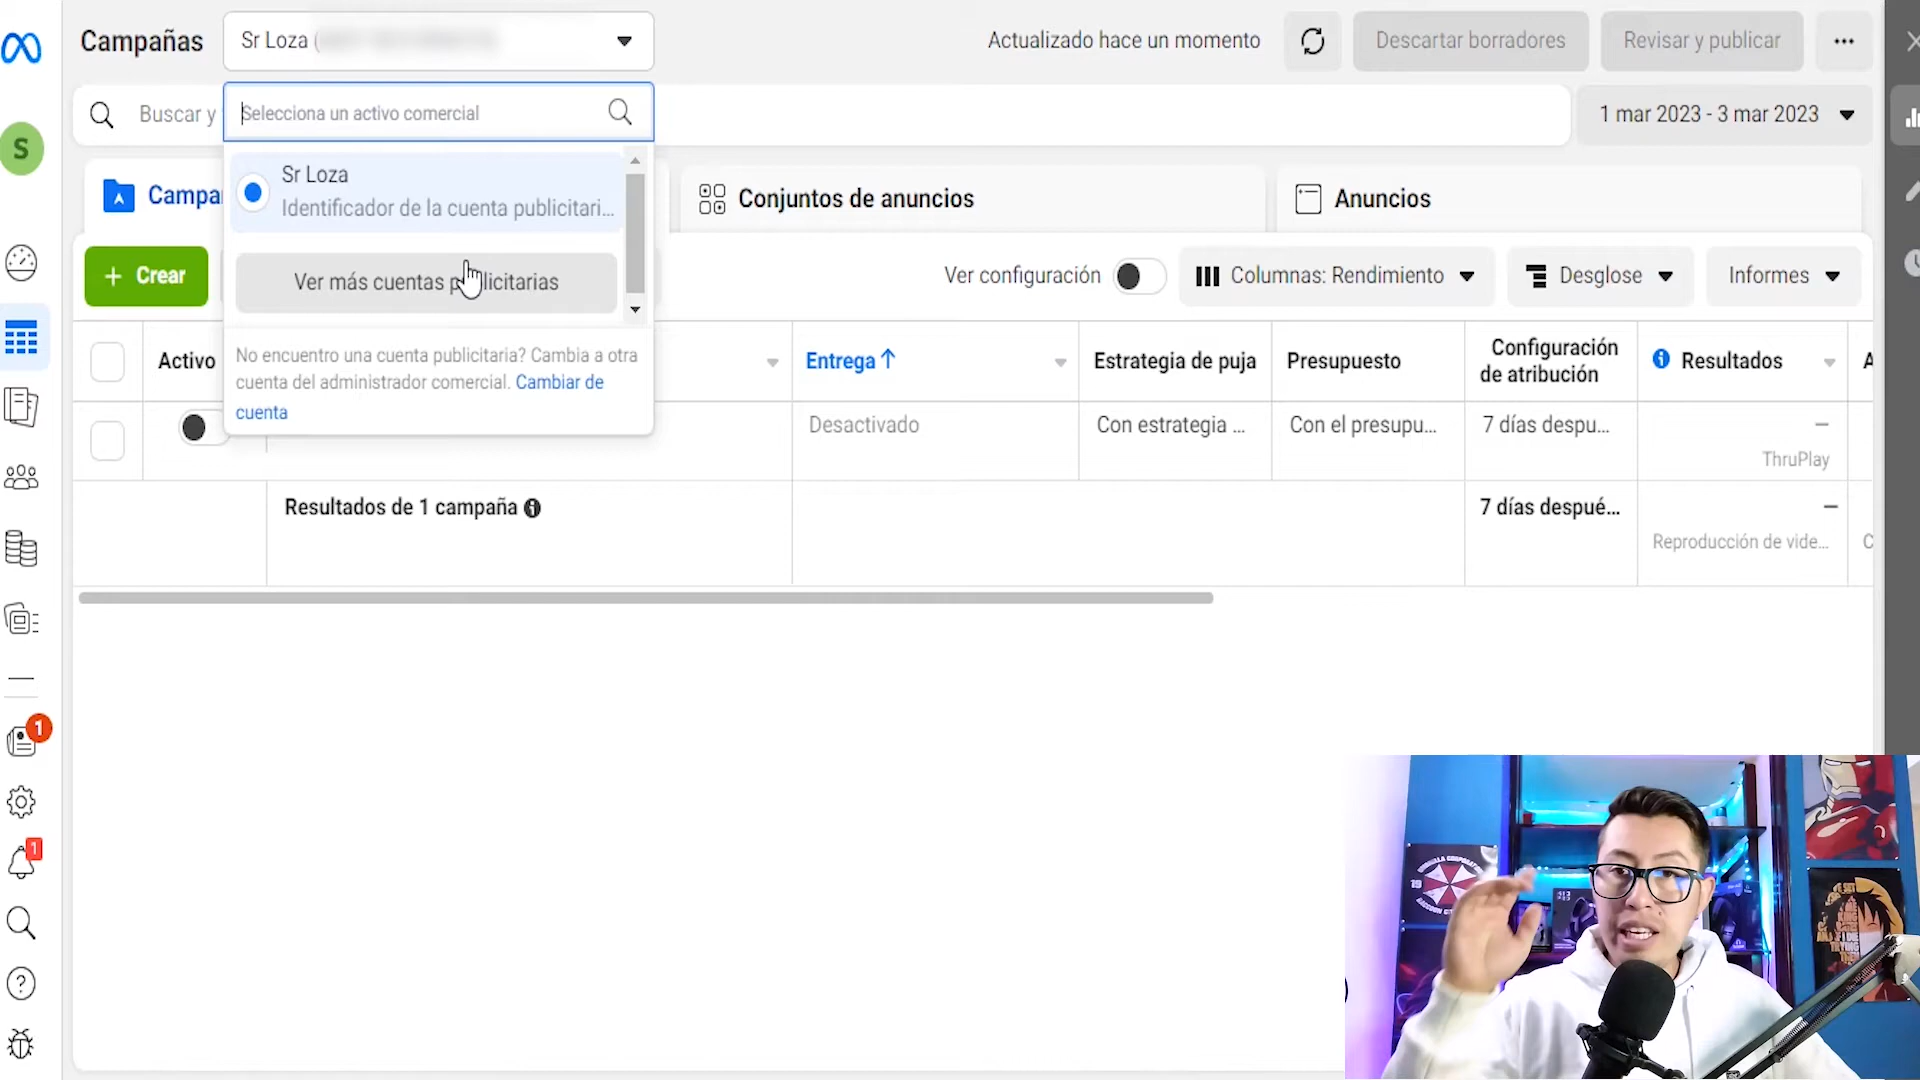 Campañas
Sr Loza (
Actualizado hace un momento
Descartar borradores
Revisar y publicar
Buscar y
Selecciona un activo comercial
1 mar 2023 - 3 mar 2023
S
Sr Loza
Identificador de la cuenta publicitari...
Campa
Conjuntos de anuncios
Anuncios
+ Crear
Ver más cuentas p licitarias
Ver configuración
Columnas: Rendimiento
Desglose
Informes
No encuentro una cuenta publicitaria? Cambia a otra
cuenta del administrador comercial. Cambiar de
cuenta
Activo
Entrega ↑
Estrategia de puja
Presupuesto
Configuración
de atribución
Resultados
A
Desactivado
Con estrategia ...
Con el presupu...
7 días despu...
—
ThruPlay
Resultados de 1 campaña
7 días despué...
—
Reproducción de vide...
C
1
1